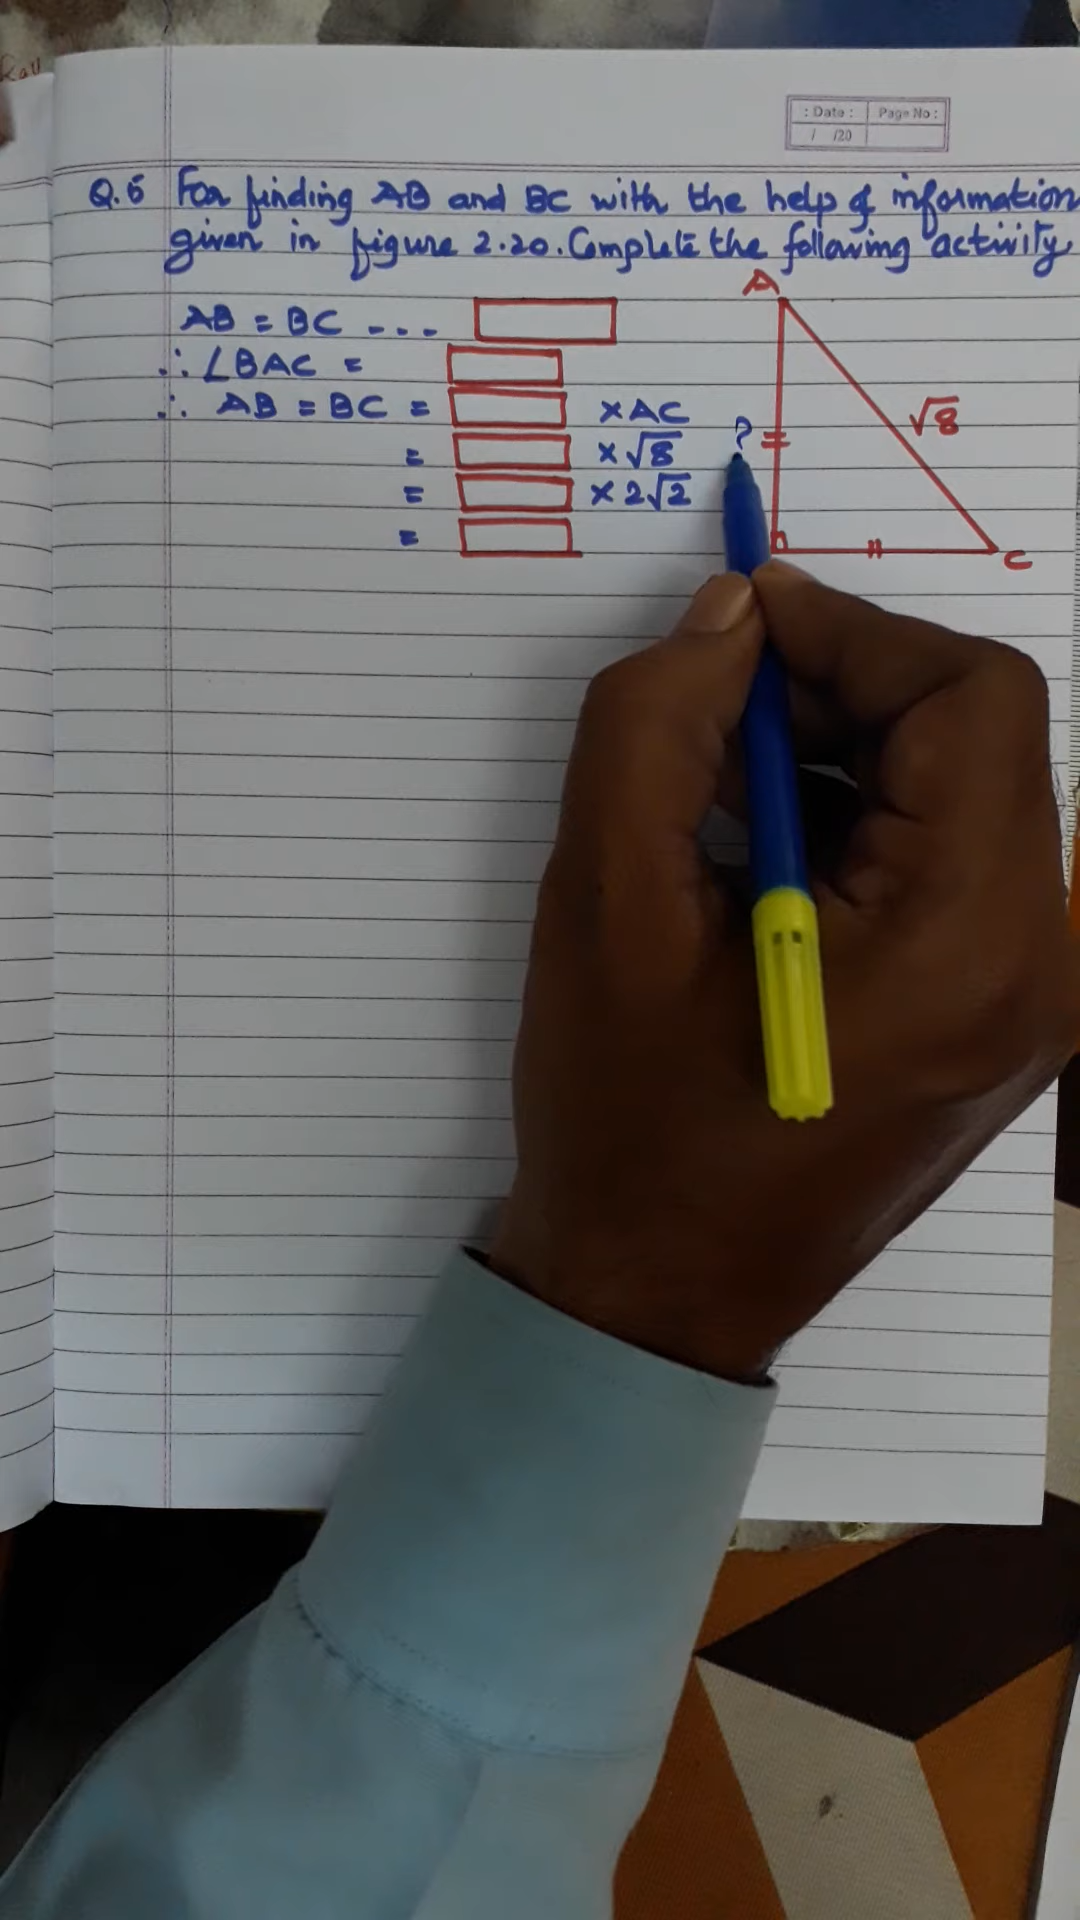 Rav
: Date : Page No :
/ /20
Q.5 For finding AB and BC with the help of information
given in figure 2.20. Complete the following activity
A
AB = BC ---
∴ ∠BAC =
∴ AB = BC = × AC
√8
?
= × √8
= × 2√2
=
C